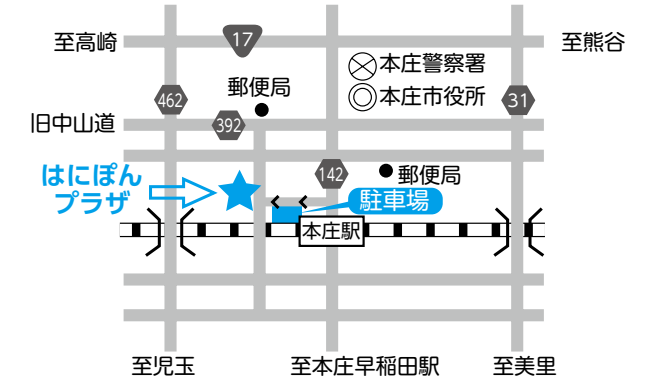 至高崎
17
至熊谷
本庄警察署
郵便局
462
本庄市役所
31
旧中山道
392
142
郵便局
はにぽん
プラザ
駐車場
本庄駅
至児玉
至本庄早稲田駅
至美里